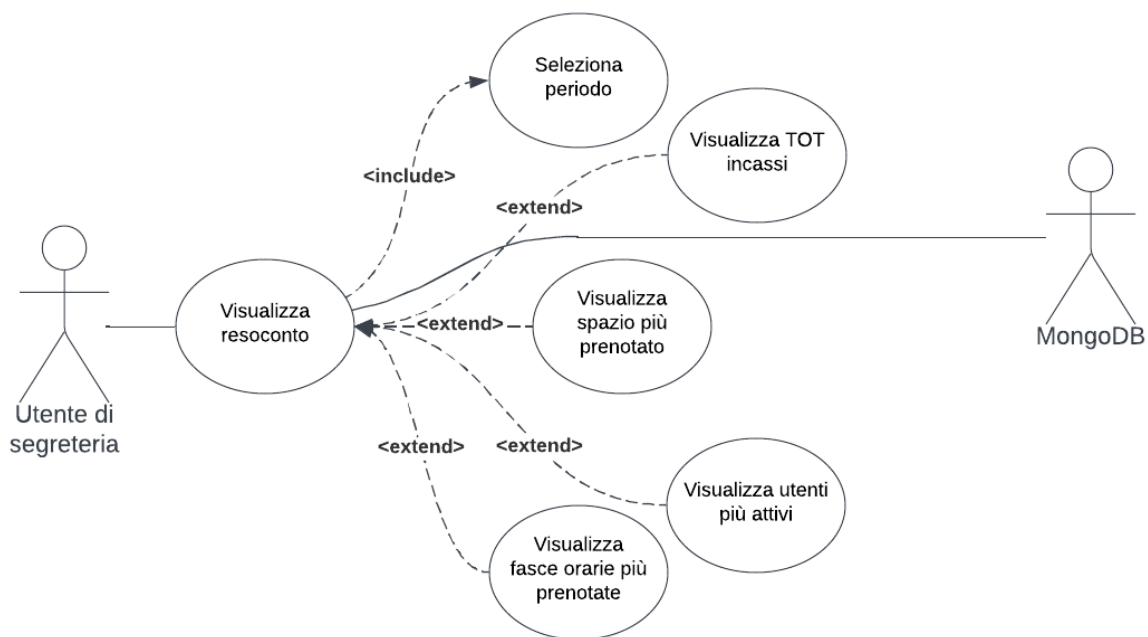 Seleziona
periodo
Visualizza TOT
incassi
<include>
<extend>
Visualizza
resoconto
<extend>
Visualizza
spazio più
prenotato
MongoDB
Utente di
segreteria
<extend>
<extend>
Visualizza utenti
più attivi
Visualizza
fasce orarie più
prenotate